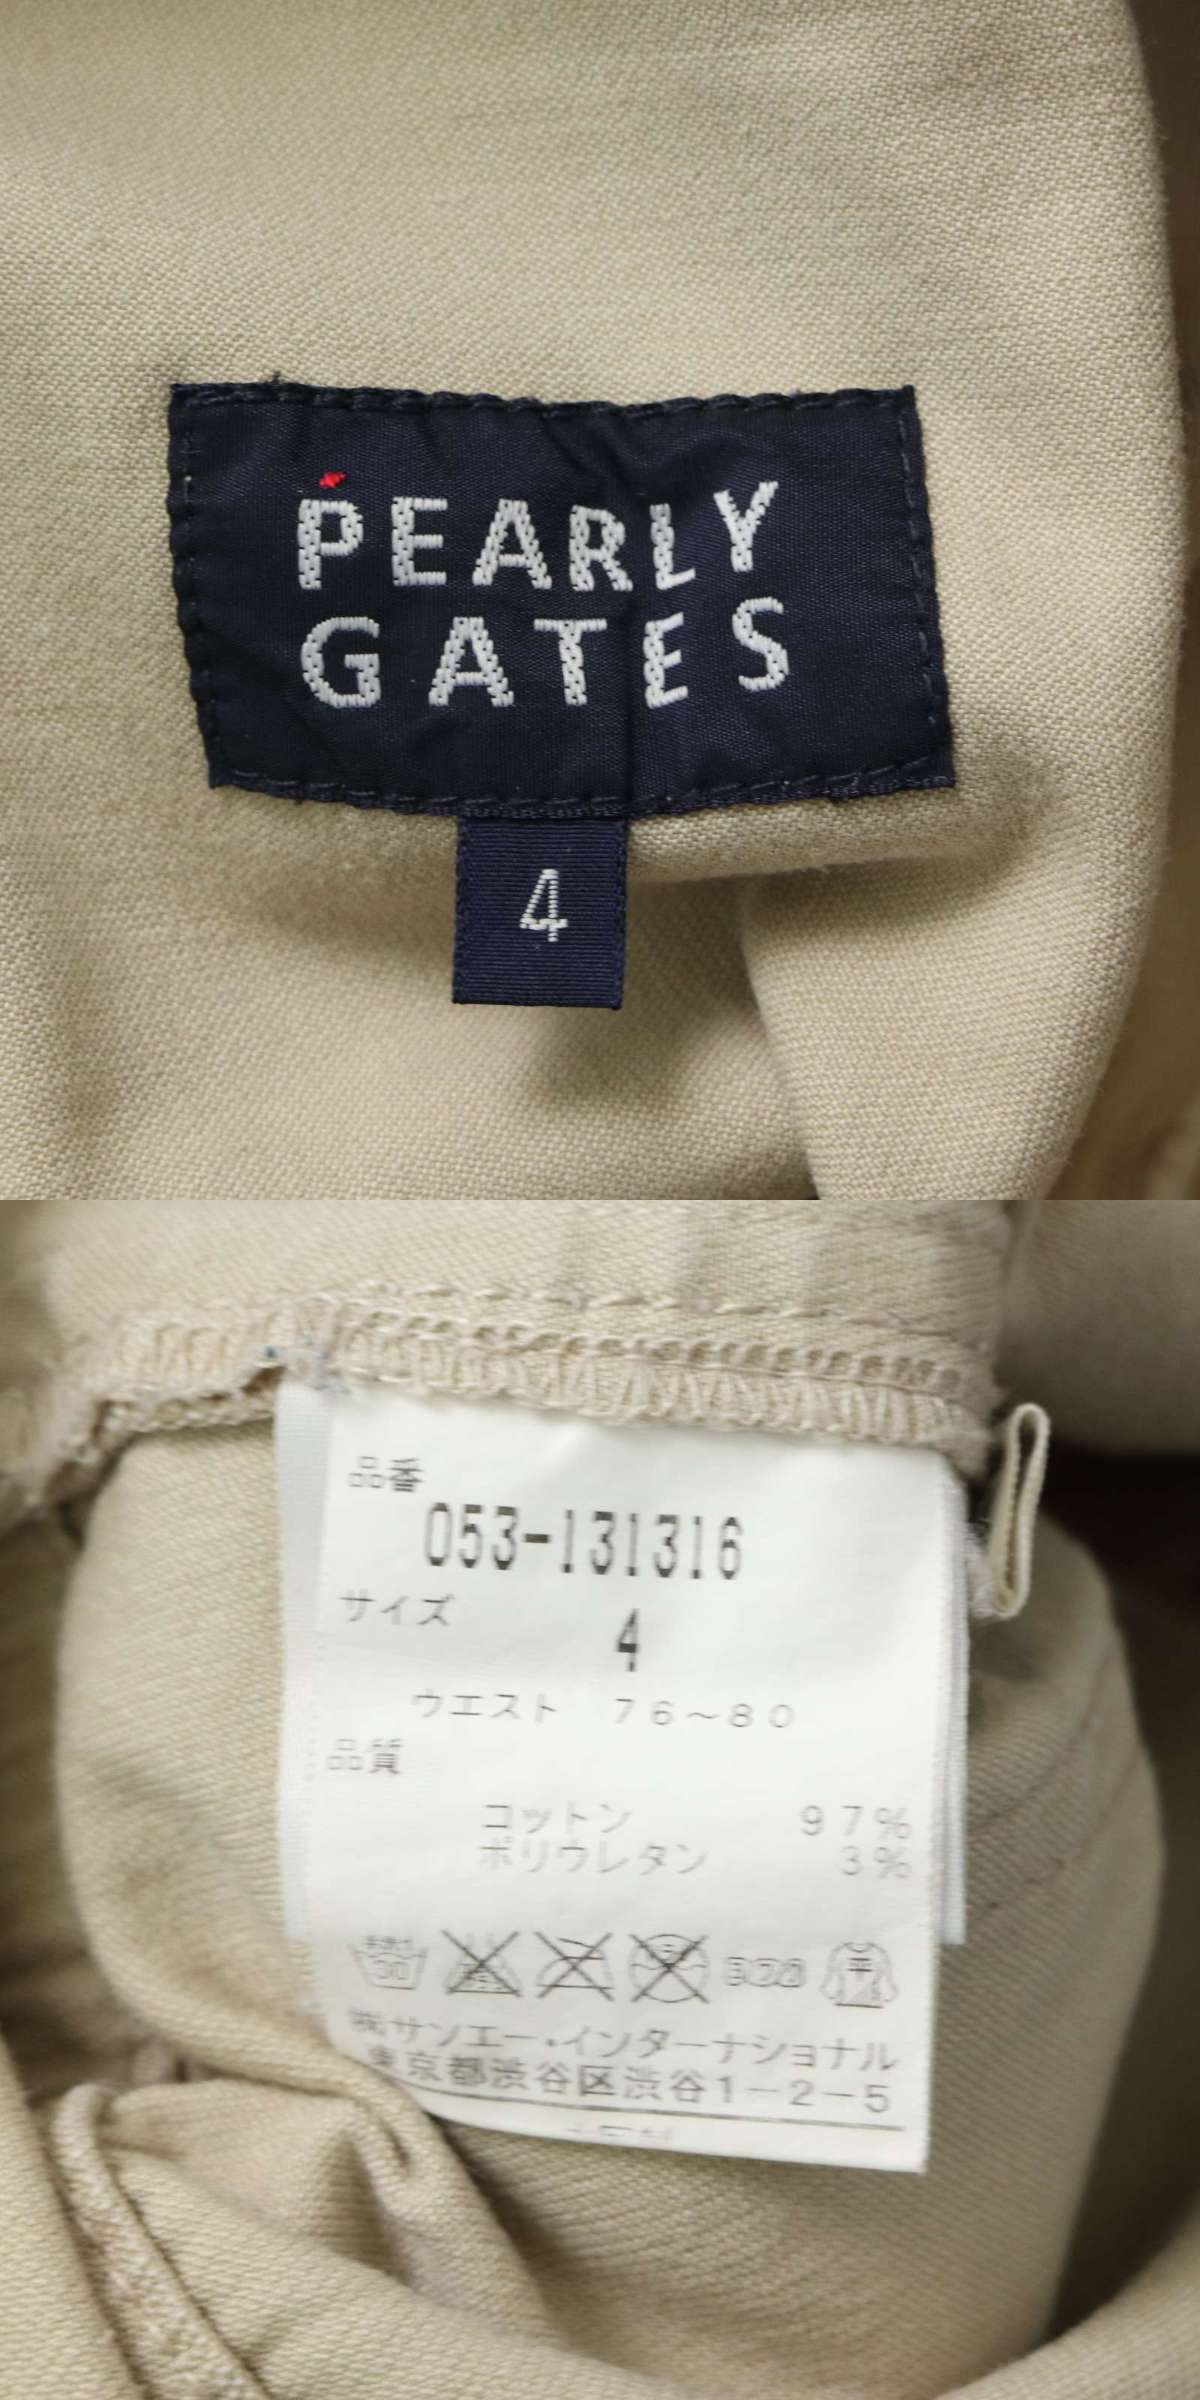 PEARLY
GATES
4
品番
053-131316
サイズ
4
ウエスト 76～80
品質
コットン 97%
ポリウレタン 3%
30
平
㈱サンエー・インターナショナル
東京都渋谷区渋谷1-2-5